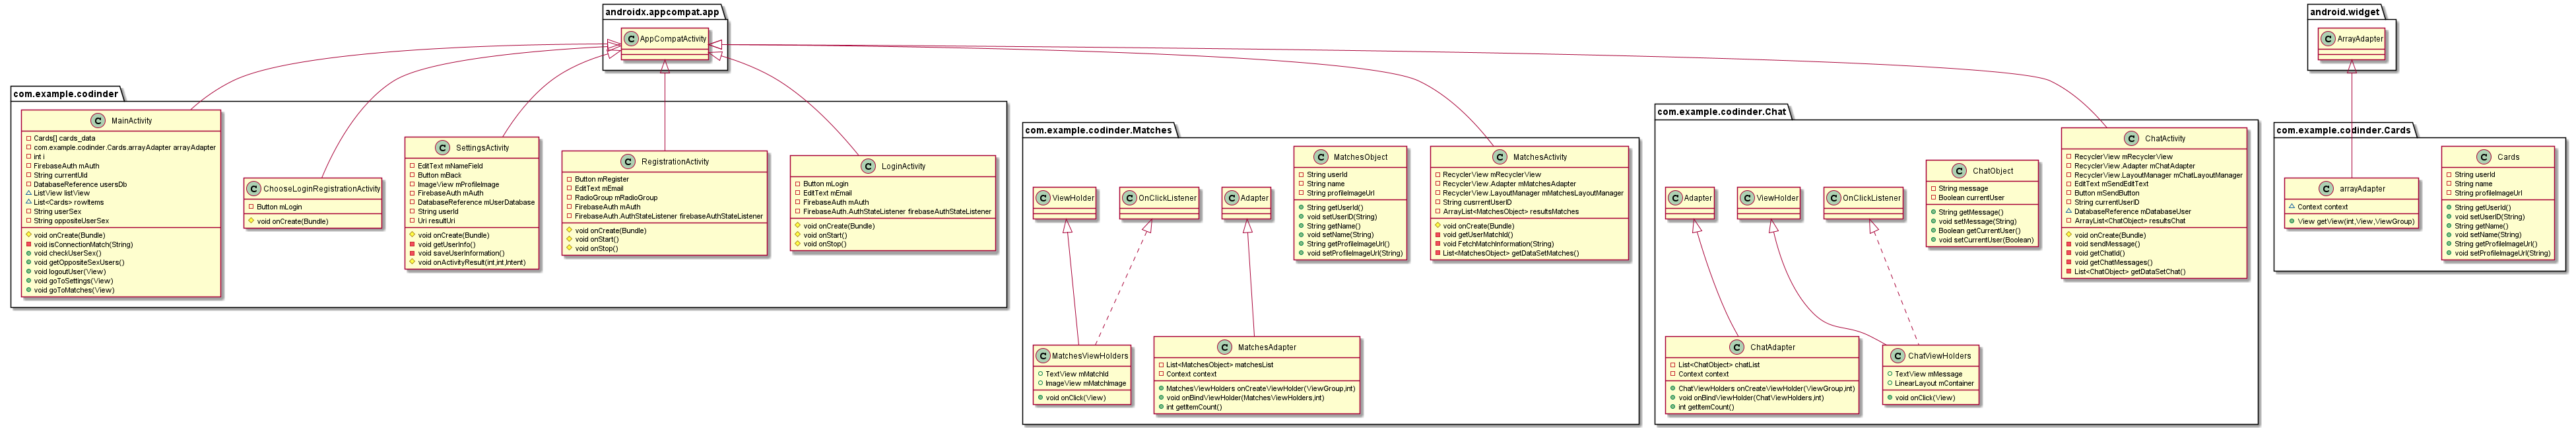 androidx.appcompat.app
AppCompatActivity
android.widget
ArrayAdapter
com.example.codinder
MainActivity
Cards[] cards_data
com.example.codinder.Cards.arrayAdapter arrayAdapter
int i
FirebaseAuth mAuth
String currentUId
DatabaseReference usersDb
ListView listView
List<Cards> rowItems
String userSex
String oppositeUserSex
void onCreate(Bundle)
void isConnectionMatch(String)
void checkUserSex()
void getOppositeSexUsers()
void logoutUser(View)
void goToSettings(View)
void goToMatches(View)
ChooseLoginRegistrationActivity
Button mLogin
void onCreate(Bundle)
SettingsActivity
EditText mNameField
Button mBack
ImageView mProfileImage
FirebaseAuth mAuth
DatabaseReference mUserDatabase
String userId
Uri resultUri
void onCreate(Bundle)
void getUserInfo()
void saveUserInformation()
void onActivityResult(int,int,Intent)
RegistrationActivity
Button mRegister
EditText mEmail
RadioGroup mRadioGroup
FirebaseAuth mAuth
FirebaseAuth.AuthStateListener firebaseAuthStateListener
void onCreate(Bundle)
void onStart()
void onStop()
LoginActivity
Button mLogin
EditText mEmail
FirebaseAuth mAuth
FirebaseAuth.AuthStateListener firebaseAuthStateListener
void onCreate(Bundle)
void onStart()
void onStop()
com.example.codinder.Matches
ViewHolder
OnClickListener
Adapter
MatchesObject
String userId
String name
String profileImageUrl
String getUserId()
void setUserID(String)
String getName()
void setName(String)
String getProfileImageUrl()
void setProfileImageUrl(String)
MatchesActivity
RecyclerView mRecyclerView
RecyclerView.Adapter mMatchesAdapter
RecyclerView.LayoutManager mMatchesLayoutManager
String cusrrentUserID
ArrayList<MatchesObject> resultsMatches
void onCreate(Bundle)
void getUserMatchId()
void FetchMatchInformation(String)
List<MatchesObject> getDataSetMatches()
MatchesViewHolders
TextView mMatchId
ImageView mMatchImage
void onClick(View)
MatchesAdapter
List<MatchesObject> matchesList
Context context
MatchesViewHolders onCreateViewHolder(ViewGroup,int)
void onBindViewHolder(MatchesViewHolders,int)
int getItemCount()
com.example.codinder.Chat
Adapter
ViewHolder
OnClickListener
ChatObject
String message
Boolean currentUser
String getMessage()
void setMessage(String)
Boolean getCurrentUser()
void setCurrentUser(Boolean)
ChatActivity
RecyclerView mRecyclerView
RecyclerView.Adapter mChatAdapter
RecyclerView.LayoutManager mChatLayoutManager
EditText mSendEditText
Button mSendButton
String currentUserID
DatabaseReference mDatabaseUser
ArrayList<ChatObject> resultsChat
void onCreate(Bundle)
void sendMessage()
void getChatId()
void getChatMessages()
List<ChatObject> getDataSetChat()
ChatAdapter
List<ChatObject> chatList
Context context
ChatViewHolders onCreateViewHolder(ViewGroup,int)
void onBindViewHolder(ChatViewHolders,int)
int getItemCount()
ChatViewHolders
TextView mMessage
LinearLayout mContainer
void onClick(View)
com.example.codinder.Cards
arrayAdapter
Context context
View getView(int,View,ViewGroup)
Cards
String userId
String name
String profileImageUrl
String getUserId()
void setUserID(String)
String getName()
void setName(String)
String getProfileImageUrl()
void setProfileImageUrl(String)